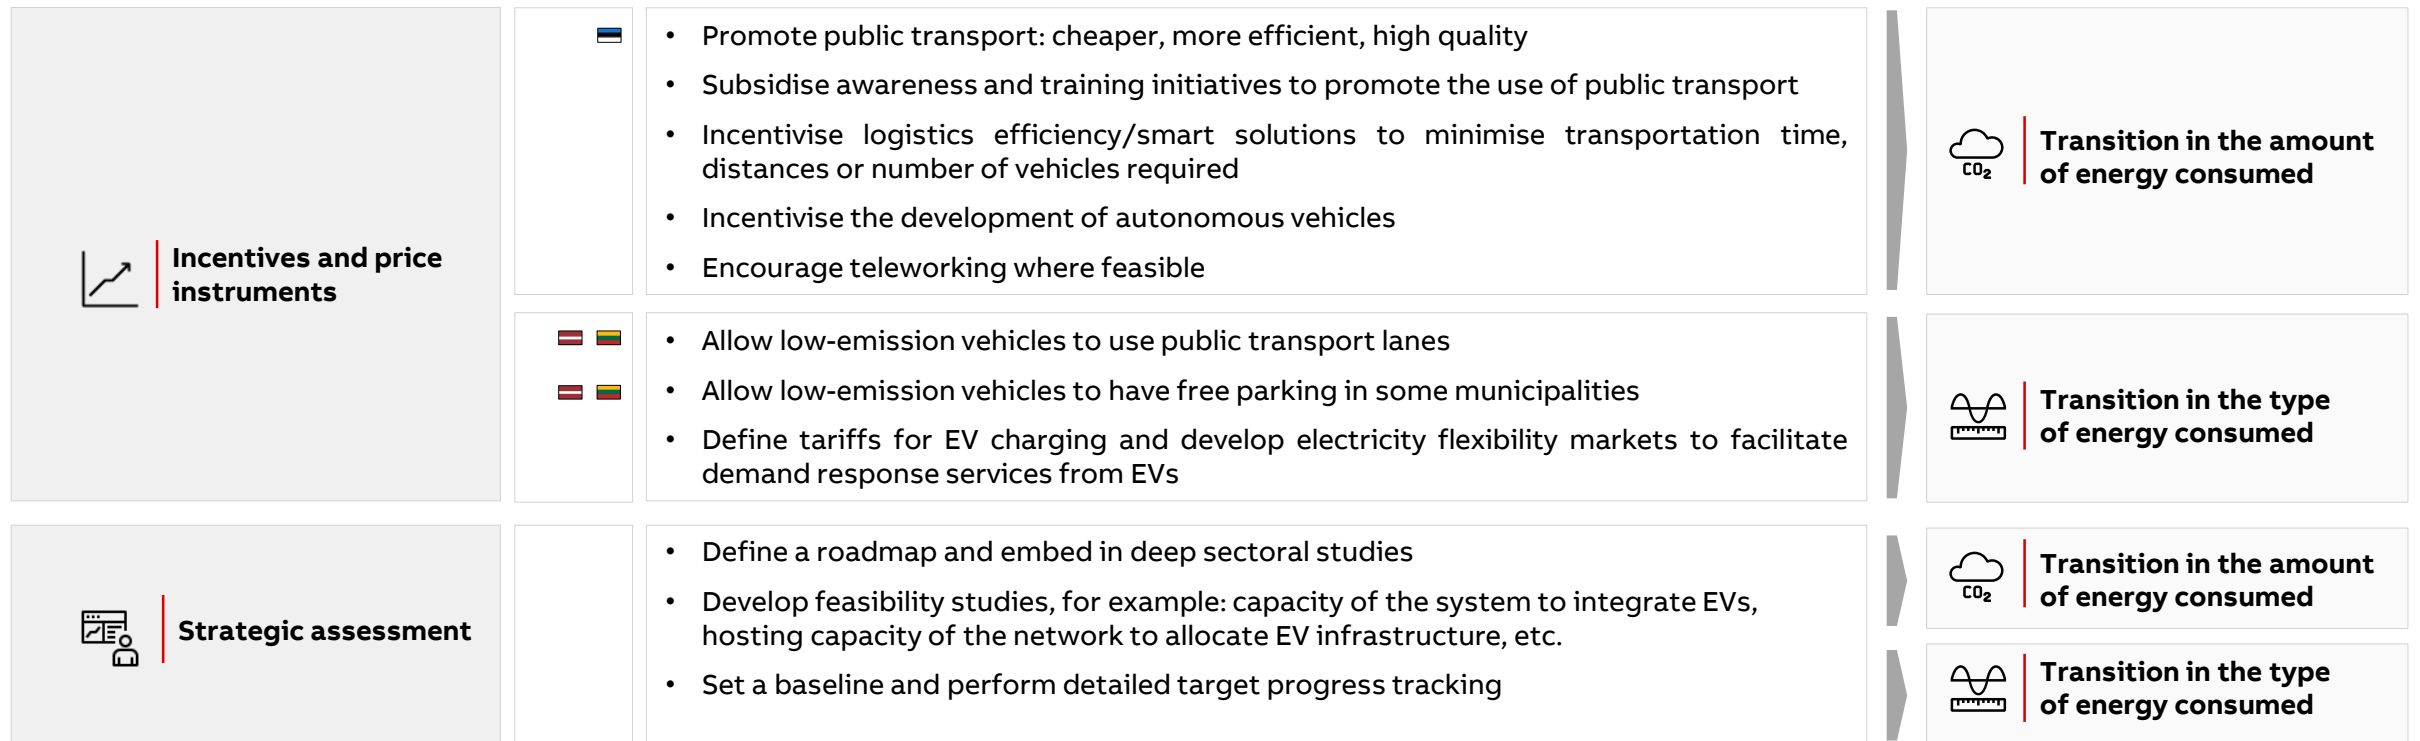 Incentives and price
instruments
• Promote public transport: cheaper, more efficient, high quality
• Subsidise awareness and training initiatives to promote the use of public transport
• Incentivise logistics efficiency/smart solutions to minimise transportation time,
distances or number of vehicles required
• Incentivise the development of autonomous vehicles
• Encourage teleworking where feasible
CO₂
Transition in the amount
of energy consumed
• Allow low-emission vehicles to use public transport lanes
• Allow low-emission vehicles to have free parking in some municipalities
• Define tariffs for EV charging and develop electricity flexibility markets to facilitate
demand response services from EVs
Transition in the type
of energy consumed
Strategic assessment
• Define a roadmap and embed in deep sectoral studies
• Develop feasibility studies, for example: capacity of the system to integrate EVs,
hosting capacity of the network to allocate EV infrastructure, etc.
• Set a baseline and perform detailed target progress tracking
CO₂
Transition in the amount
of energy consumed
Transition in the type
of energy consumed